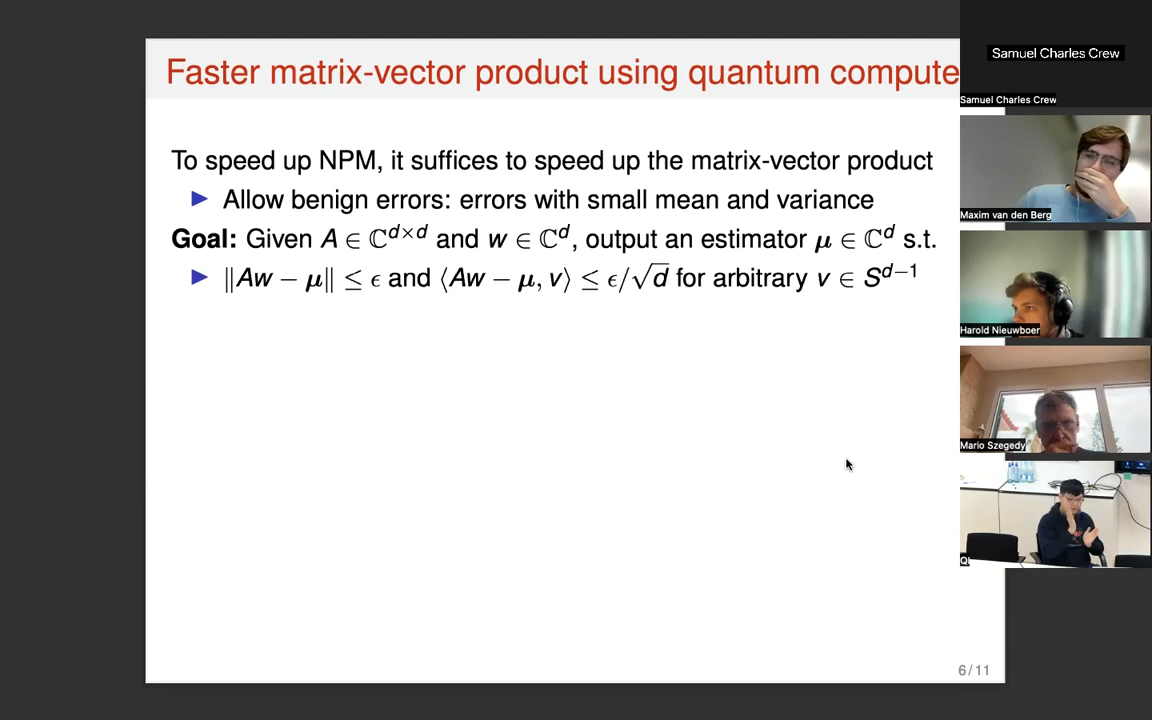 Faster matrix-vector product using quantum compute
To speed up NPM, it suffices to speed up the matrix-vector product
▶ Allow benign errors: errors with small mean and variance
Goal: Given A ∈ ℂ^{d×d} and w ∈ ℂ^d, output an estimator μ ∈ ℂ^d s.t.
▶ ‖Aw − μ‖ ≤ ϵ and ⟨Aw − μ, v⟩ ≤ ϵ/√d for arbitrary v ∈ S^{d−1}
6/11
Samuel Charles Crew
Samuel Charles Crew
Maxim van den Berg
Harold Nieuwboer
Mario Szegedy